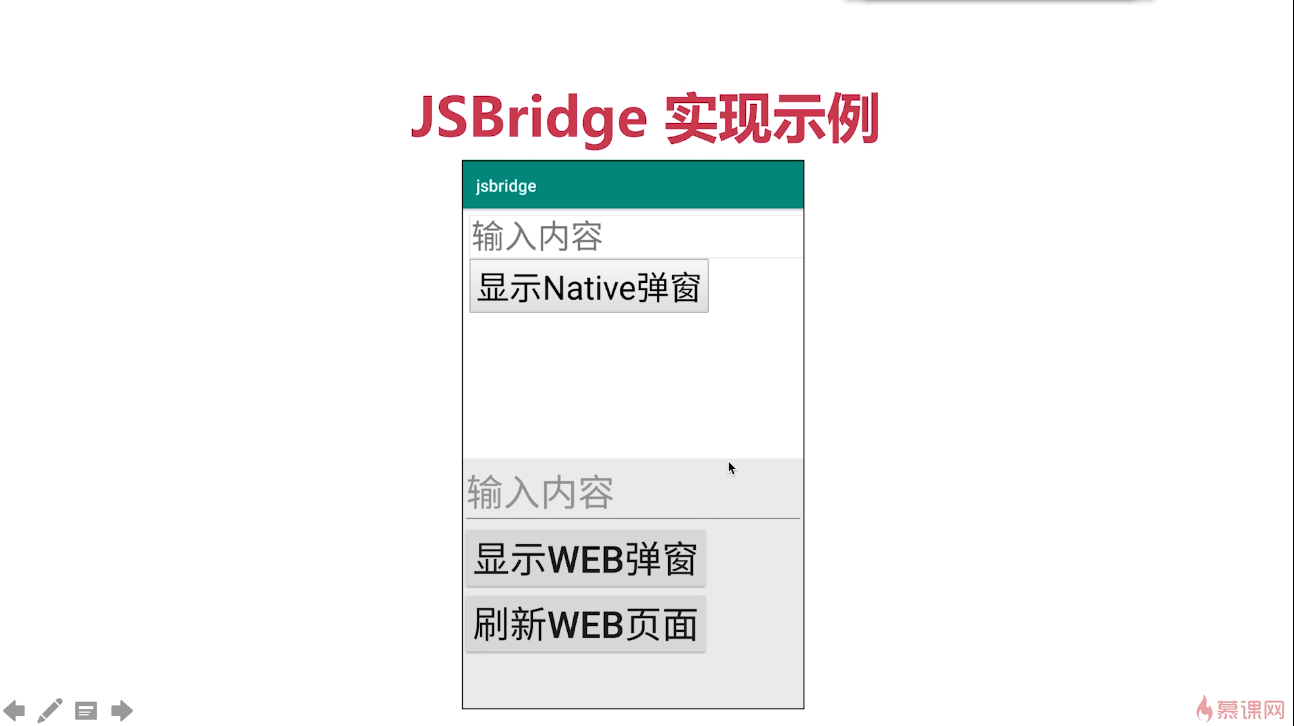 JSBridge 实现示例
jsbridge
输入内容
显示Native弹窗
输入内容
显示WEB弹窗
刷新WEB页面
慕课网